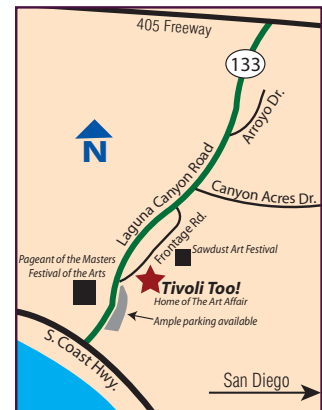 405 Freeway
133
Arroyo Dr.
N
Laguna Canyon Road
Canyon Acres Dr.
Frontage Rd.
Sawdust Art Festival
Pageant of the Masters
Festival of the Arts
Tivoli Too!
Home of The Art Affair
Ample parking available
S. Coast Hwy.
San Diego